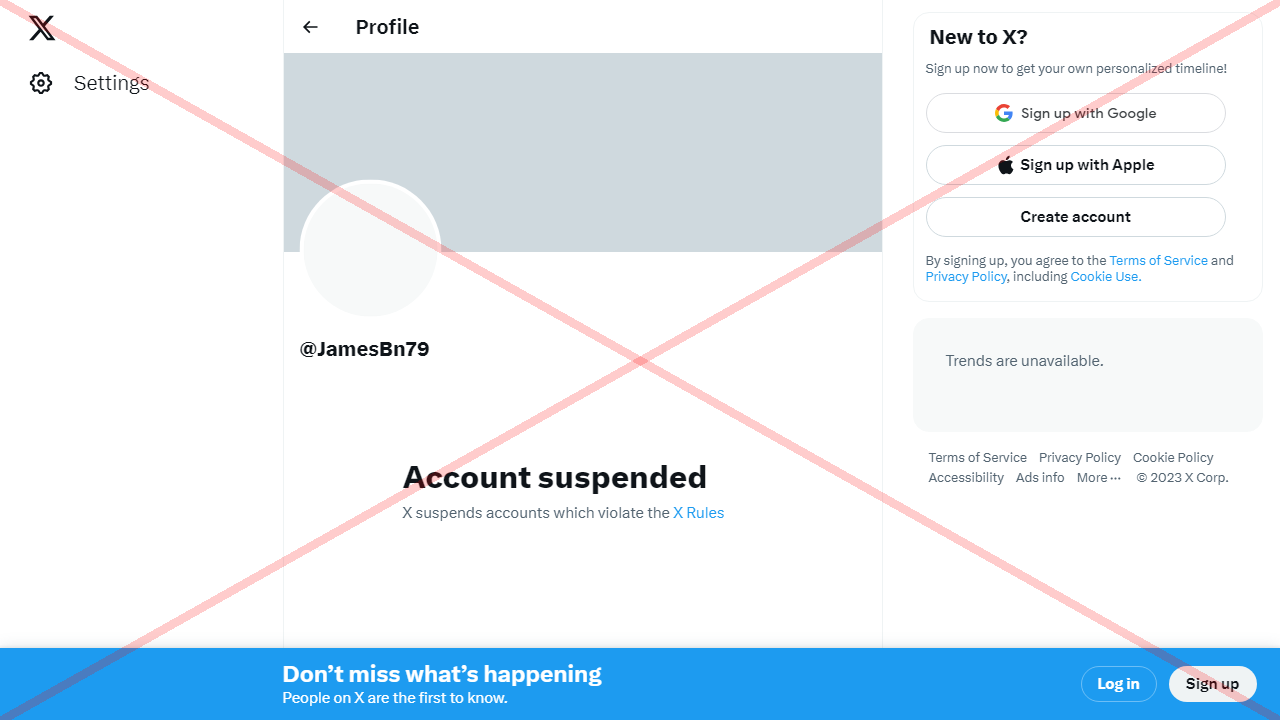 Settings
Profile
@JamesBn79
Account suspended
X suspends accounts which violate the X Rules
New to X?
Sign up now to get your own personalized timeline!
Sign up with Google
Sign up with Apple
Create account
By signing up, you agree to the Terms of Service and
Privacy Policy, including Cookie Use.
Trends are unavailable.
Terms of Service Privacy Policy Cookie Policy
Accessibility Ads info More ··· © 2023 X Corp.
Don’t miss what’s happening
People on X are the first to know.
Log in
Sign up